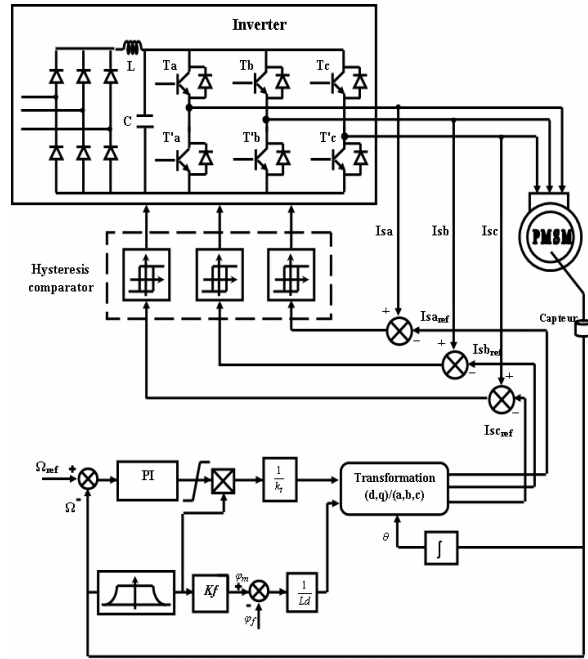 Inverter
L
C
Ta
Tb
Tc
T'a
T'b
T'c
Isa
Isb
Isc
PMSM
Capteur
Hysteresis
comparator
+
Isaref
−
+
Isbref
−
+
−
Iscref
Ωref
+
Ω
-
PI
1
kt
Transformation
(d,q)/(a,b,c)
θ
∫
Kf
φm
+
-
φf
1
Ld